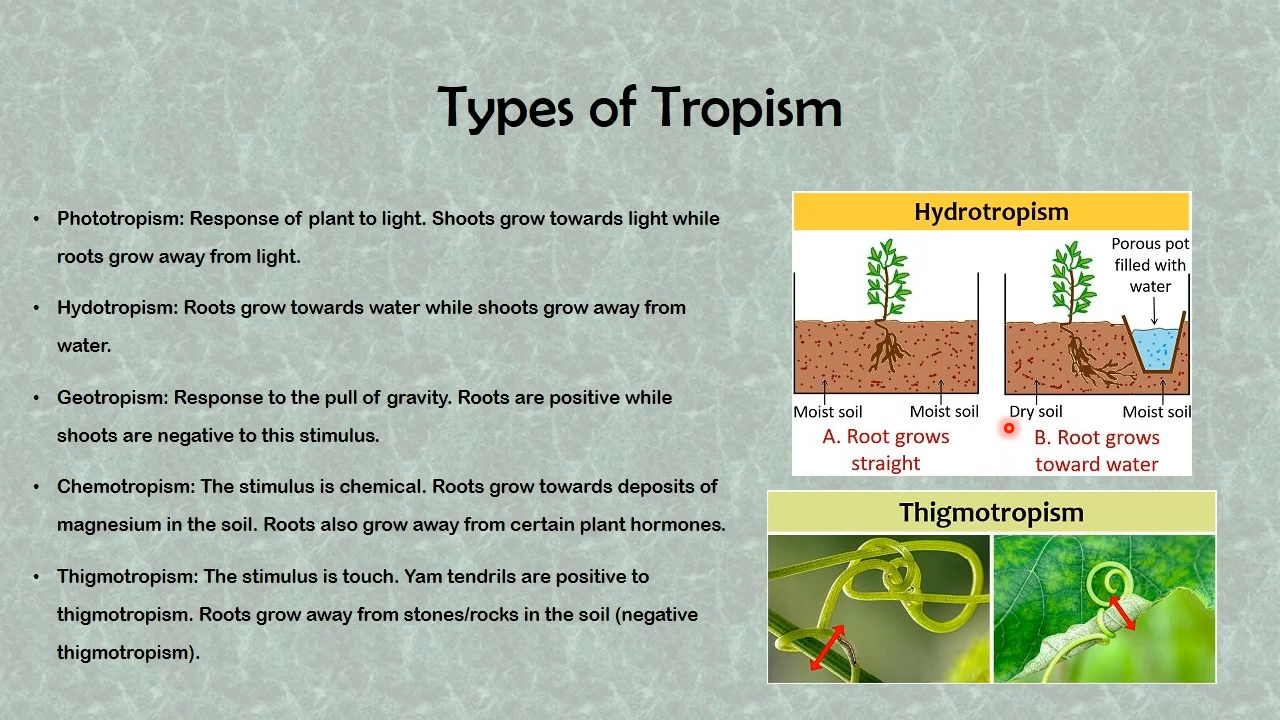 Types of Tropism
• Phototropism: Response of plant to light. Shoots grow towards light while
roots grow away from light.
• Hydotropism: Roots grow towards water while shoots grow away from
water.
• Geotropism: Response to the pull of gravity. Roots are positive while
shoots are negative to this stimulus.
• Chemotropism: The stimulus is chemical. Roots grow towards deposits of
magnesium in the soil. Roots also grow away from certain plant hormones.
• Thigmotropism: The stimulus is touch. Yam tendrils are positive to
thigmotropism. Roots grow away from stones/rocks in the soil (negative
thigmotropism).
Hydrotropism
Porous pot
filled with
water
Moist soil
Moist soil
A. Root grows
straight
Dry soil
Moist soil
B. Root grows
toward water
Thigmotropism